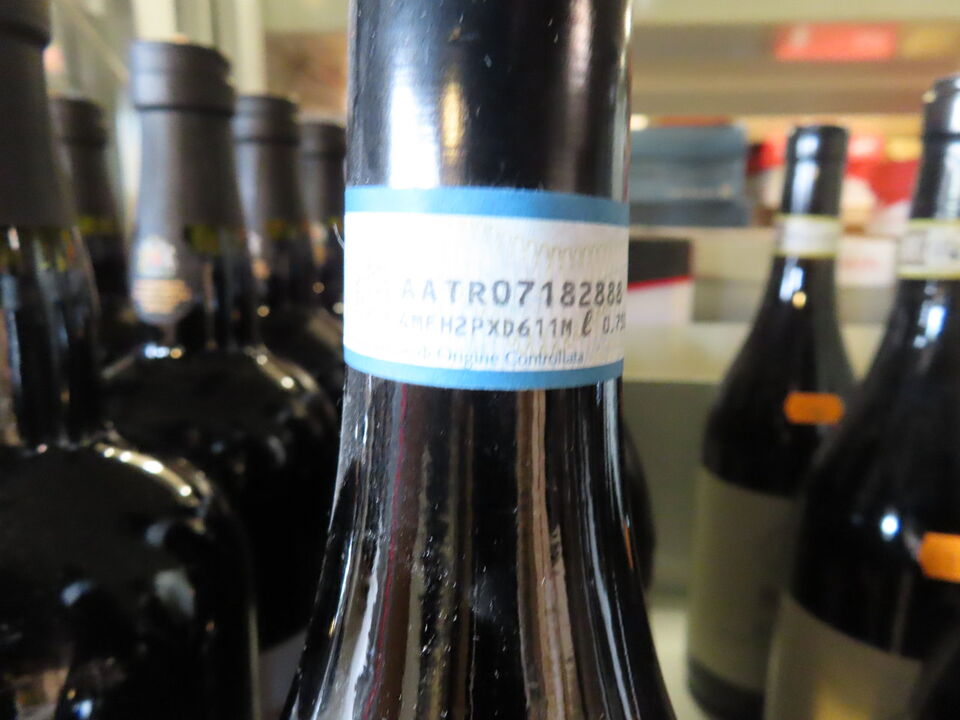 AATR07182888
4MFH2PXD611M ℓ 0.75
di Origine Controllata